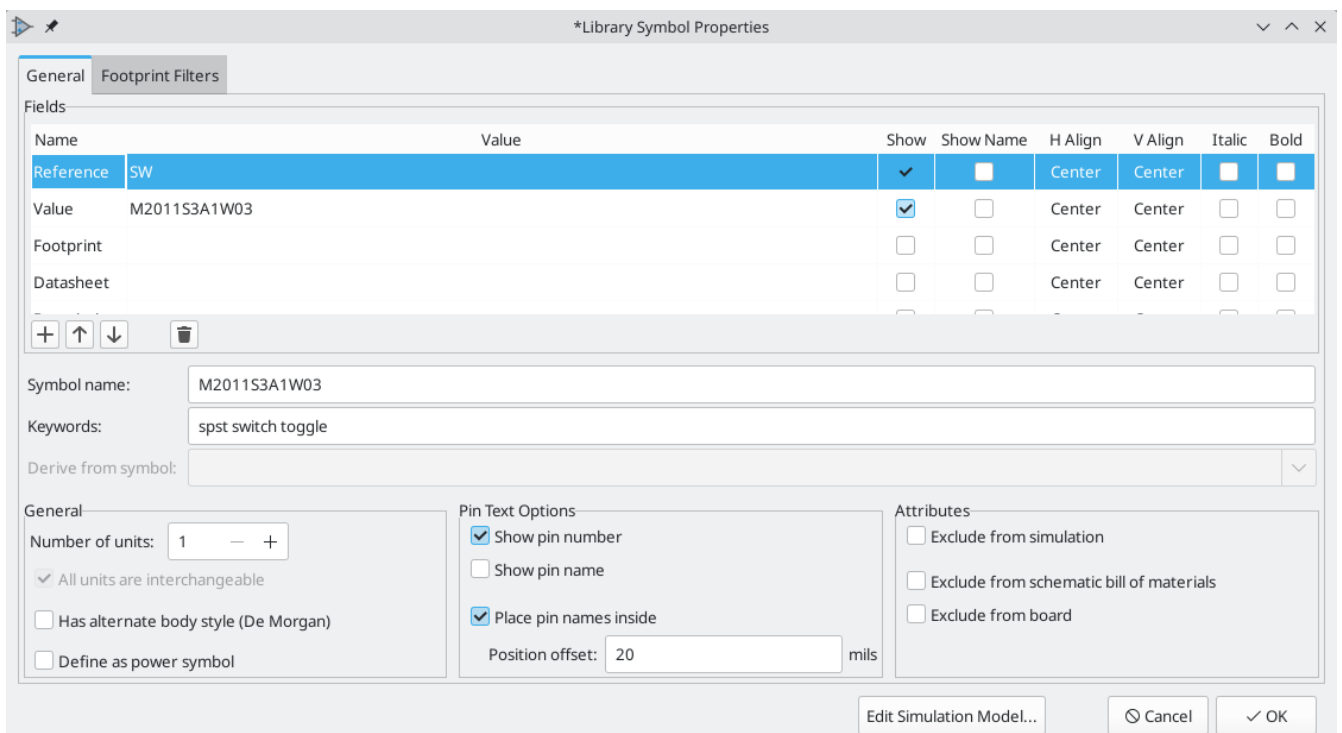 *Library Symbol Properties
General Footprint Filters
Fields
Name Value Show Show Name H Align V Align Italic Bold
Reference SW Center Center
Value M2011S3A1W03 Center Center
Footprint Center Center
Datasheet Center Center
Symbol name: M2011S3A1W03
Keywords: spst switch toggle
Derive from symbol:
General Pin Text Options Attributes
Number of units: 1 Show pin number Exclude from simulation
All units are interchangeable Show pin name Exclude from schematic bill of materials
Has alternate body style (De Morgan) Place pin names inside Exclude from board
Define as power symbol Position offset: 20 mils
Edit Simulation Model... Cancel OK